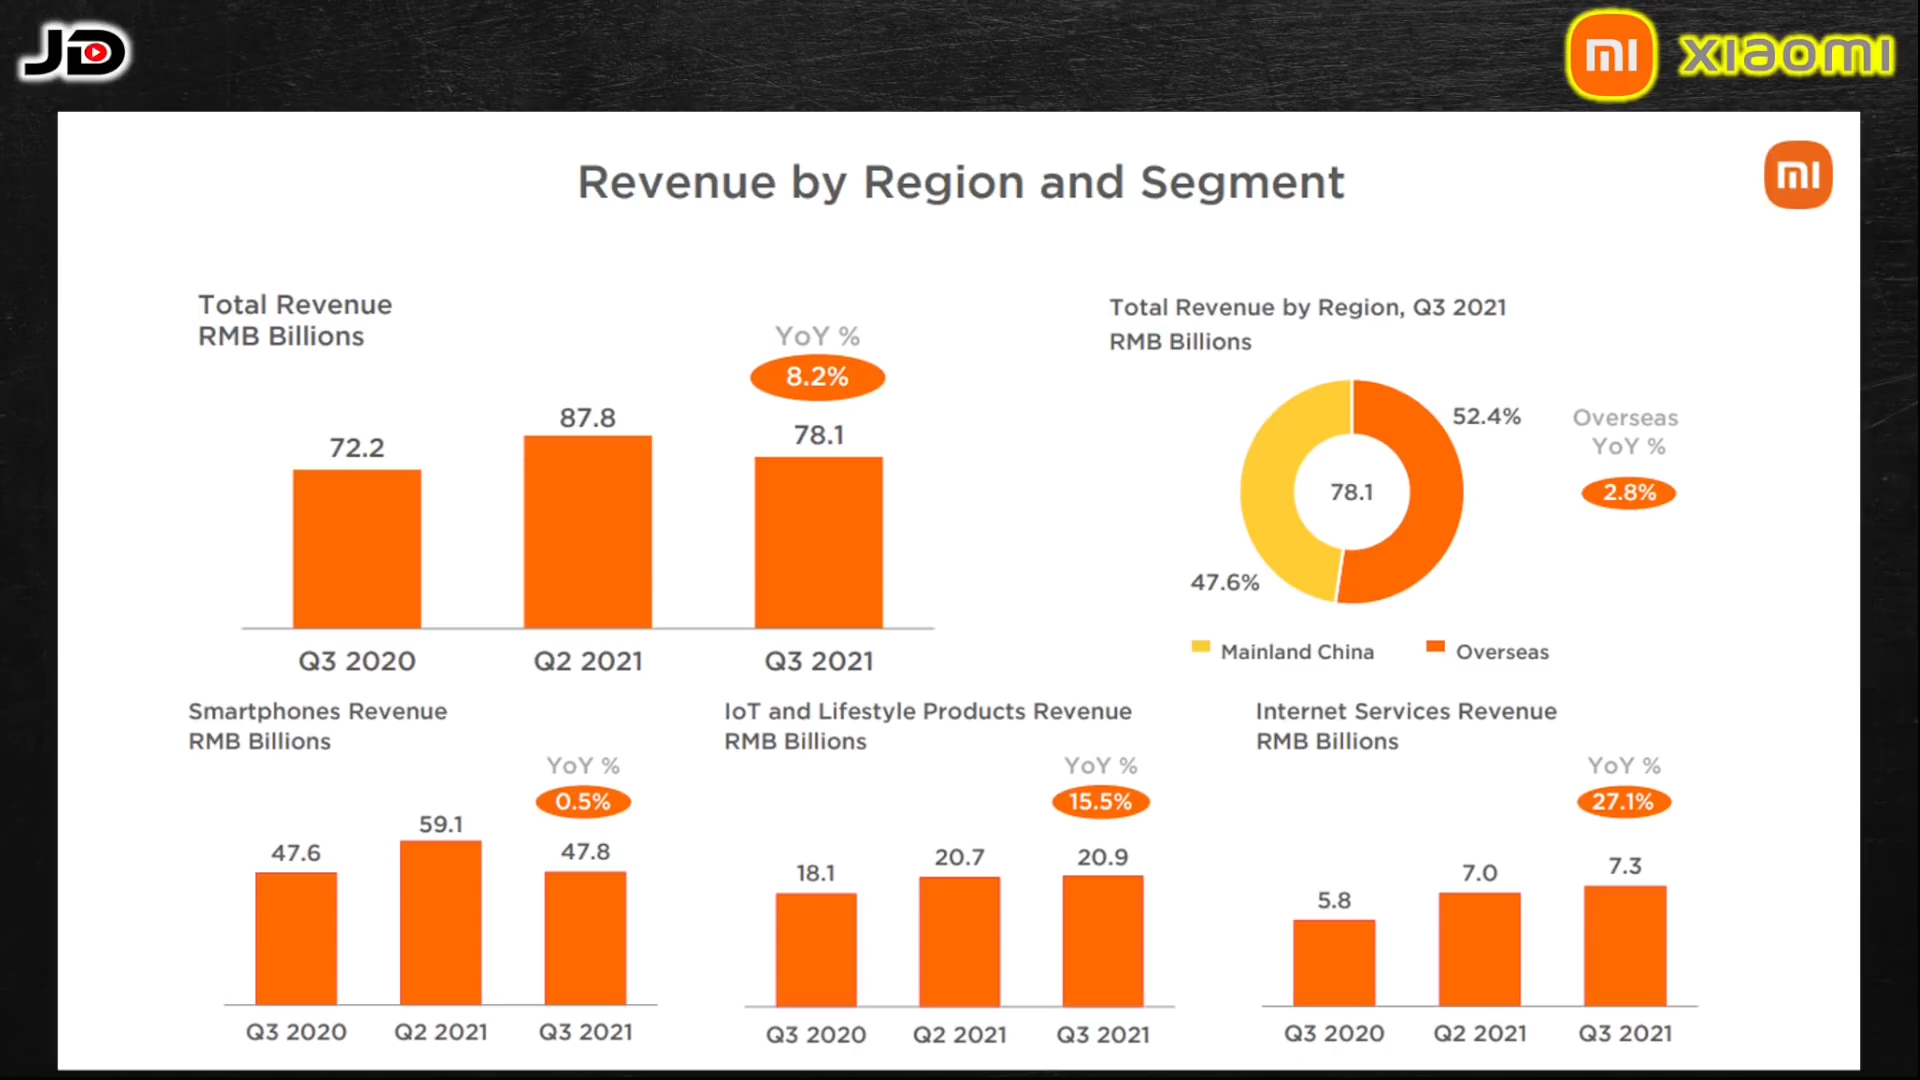 JD
mi xiaomi
Revenue by Region and Segment
mi
Total Revenue
RMB Billions
YoY %
8.2%
72.2
87.8
78.1
Q3 2020
Q2 2021
Q3 2021
Total Revenue by Region, Q3 2021
RMB Billions
52.4%
47.6%
78.1
Overseas
YoY %
2.8%
Mainland China
Overseas
Smartphones Revenue
RMB Billions
YoY %
0.5%
47.6
59.1
47.8
Q3 2020
Q2 2021
Q3 2021
IoT and Lifestyle Products Revenue
RMB Billions
YoY %
15.5%
18.1
20.7
20.9
Q3 2020
Q2 2021
Q3 2021
Internet Services Revenue
RMB Billions
YoY %
27.1%
5.8
7.0
7.3
Q3 2020
Q2 2021
Q3 2021